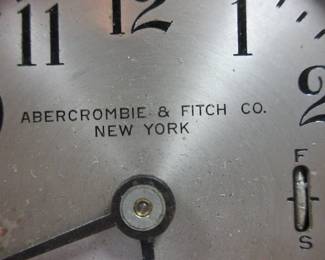 11 12 1
2
ABERCROMBIE & FITCH CO.
NEW YORK
F
S